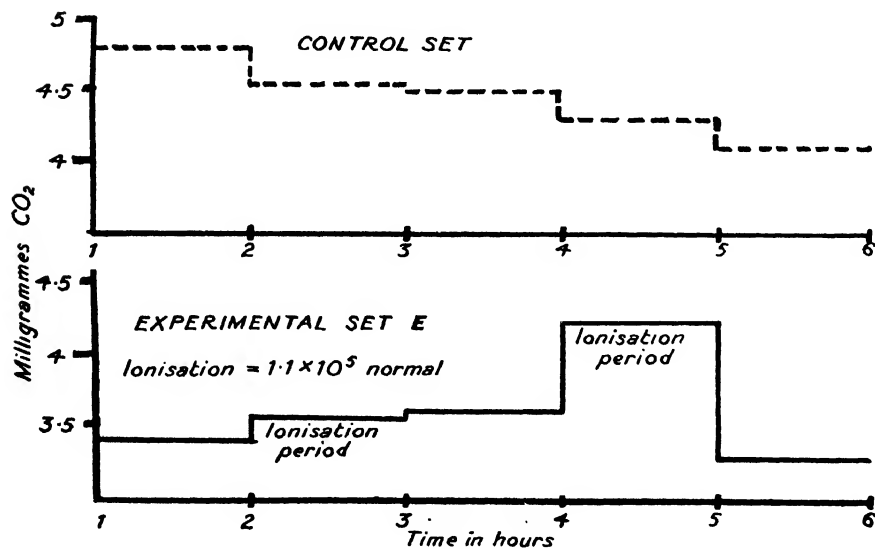 5
CONTROL SET
4·5
4
1 2 3 4 5 6
Milligrammes CO₂
4·5
EXPERIMENTAL SET E
Ionisation period
4
Ionisation = 1·1 × 10⁵ normal
3·5
Ionisation period
1 2 3 4 5 6
Time in hours